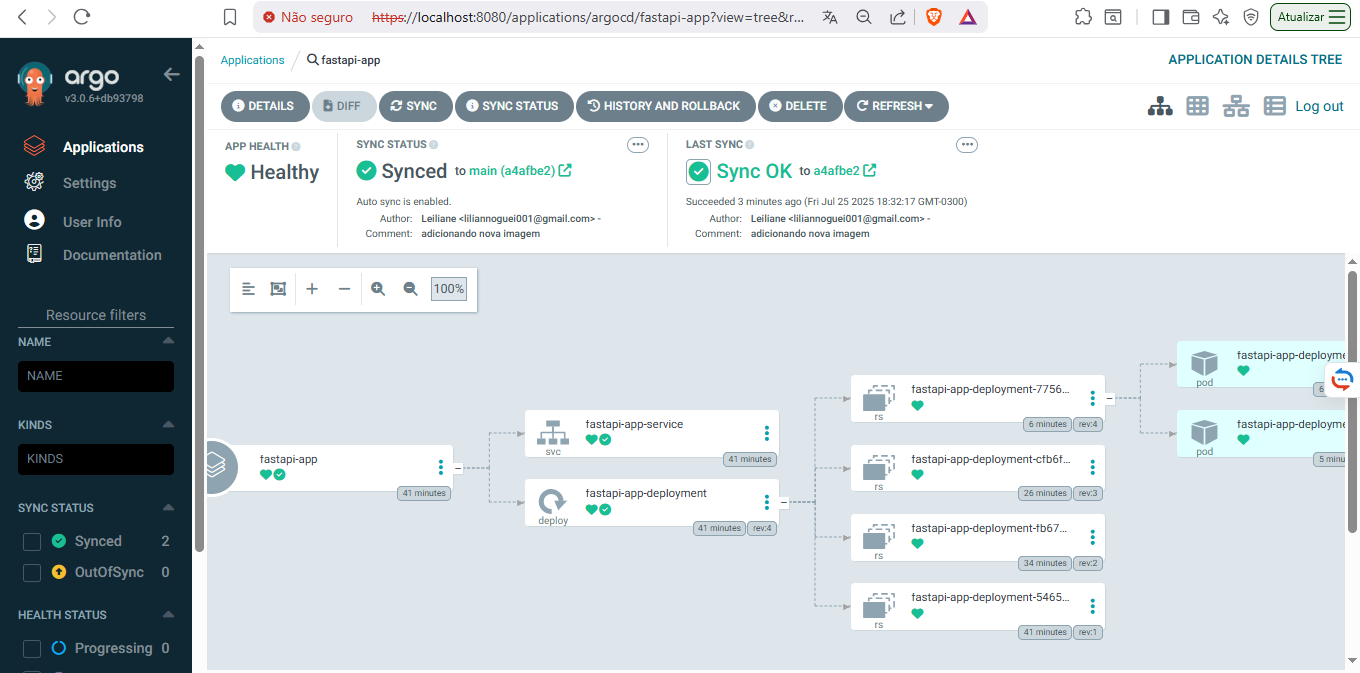 Não seguro https://localhost:8080/applications/argocd/fastapi-app?view=tree&r... Atualizar
argo
v3.0.6+db93798
Applications
Settings
User Info
Documentation
Resource filters
NAME
NAME
KINDS
KINDS
SYNC STATUS
Synced 2
OutOfSync 0
HEALTH STATUS
Progressing 0
Applications / fastapi-app
APPLICATION DETAILS TREE
DETAILS DIFF SYNC SYNC STATUS HISTORY AND ROLLBACK DELETE REFRESH
Log out
APP HEALTH
Healthy
SYNC STATUS
Synced to main (a4afbe2)
Auto sync is enabled.
Author: Leiliane <liliannoguei001@gmail.com> -
Comment: adicionando nova imagem
LAST SYNC
Sync OK to a4afbe2
Succeeded 3 minutes ago (Fri Jul 25 2025 18:32:17 GMT-0300)
Author: Leiliane <liliannoguei001@gmail.com> -
Comment: adicionando nova imagem
100%
fastapi-app
41 minutes
fastapi-app-service
svc
41 minutes
fastapi-app-deployment
deploy
41 minutes rev:4
fastapi-app-deployment-7756...
rs
6 minutes rev:4
fastapi-app-deployment-cfb6f...
rs
26 minutes rev:3
fastapi-app-deployment-fb67...
rs
34 minutes rev:2
fastapi-app-deployment-5465...
rs
41 minutes rev:1
fastapi-app-deployme
pod
6
fastapi-app-deployme
pod
5 minu